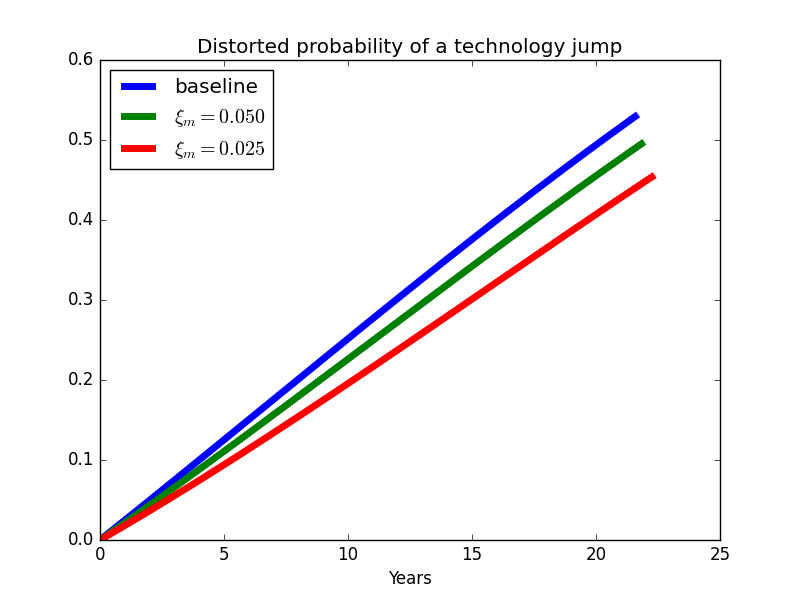 Distorted probability of a technology jump
0.6
0.5
0.4
0.3
0.2
0.1
0.0
baseline
ξₘ = 0.050
ξₘ = 0.025
0 5 10 15 20 25
Years